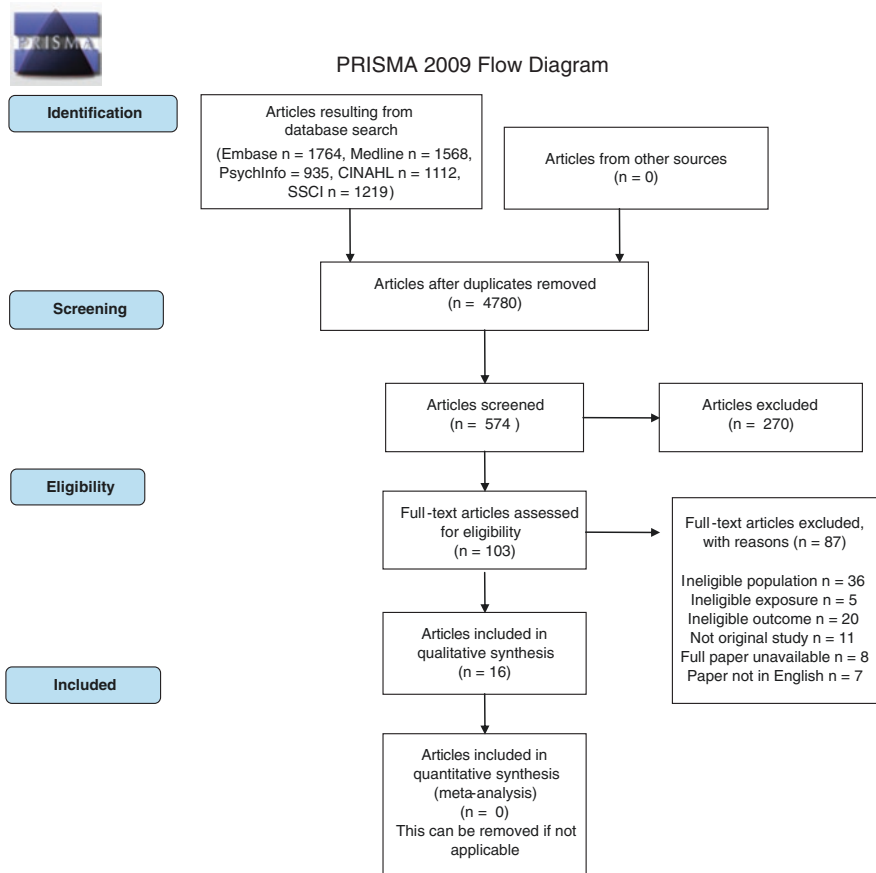 PRISMA
PRISMA 2009 Flow Diagram
Identification
Articles resulting from
database search
(Embase n = 1764, Medline n = 1568,
PsychInfo = 935, CINAHL n = 1112,
SSCI n = 1219)
Articles from other sources
(n = 0)
Articles after duplicates removed
(n = 4780)
Screening
Articles screened
(n = 574 )
Articles excluded
(n = 270)
Eligibility
Full-text articles assessed
for eligibility
(n = 103)
Full-text articles excluded,
with reasons (n = 87)
Ineligible population n = 36
Ineligible exposure n = 5
Ineligible outcome n = 20
Not original study n = 11
Full paper unavailable n = 8
Paper not in English n = 7
Articles included in
qualitative synthesis
(n = 16)
Included
Articles included in
quantitative synthesis
(meta-analysis)
(n = 0)
This can be removed if not
applicable